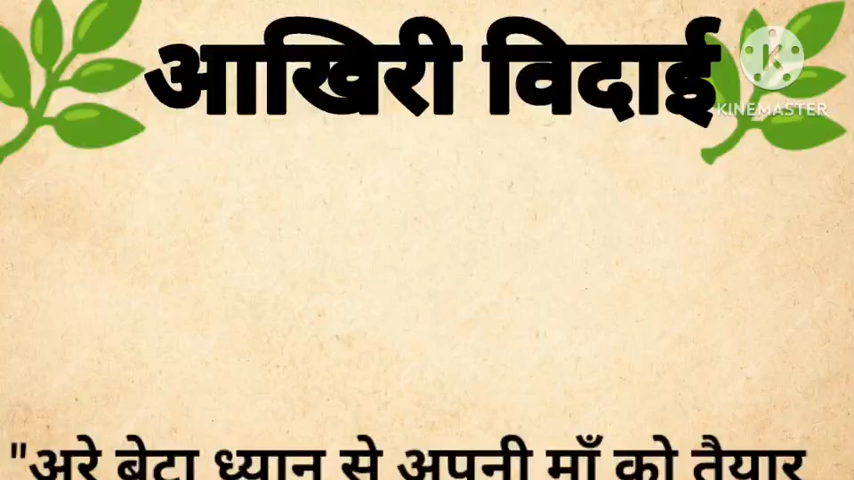 आखिरी विदाई
KINEMASTER
"अरे बेटा ध्यान से अपनी माँ को तैयार